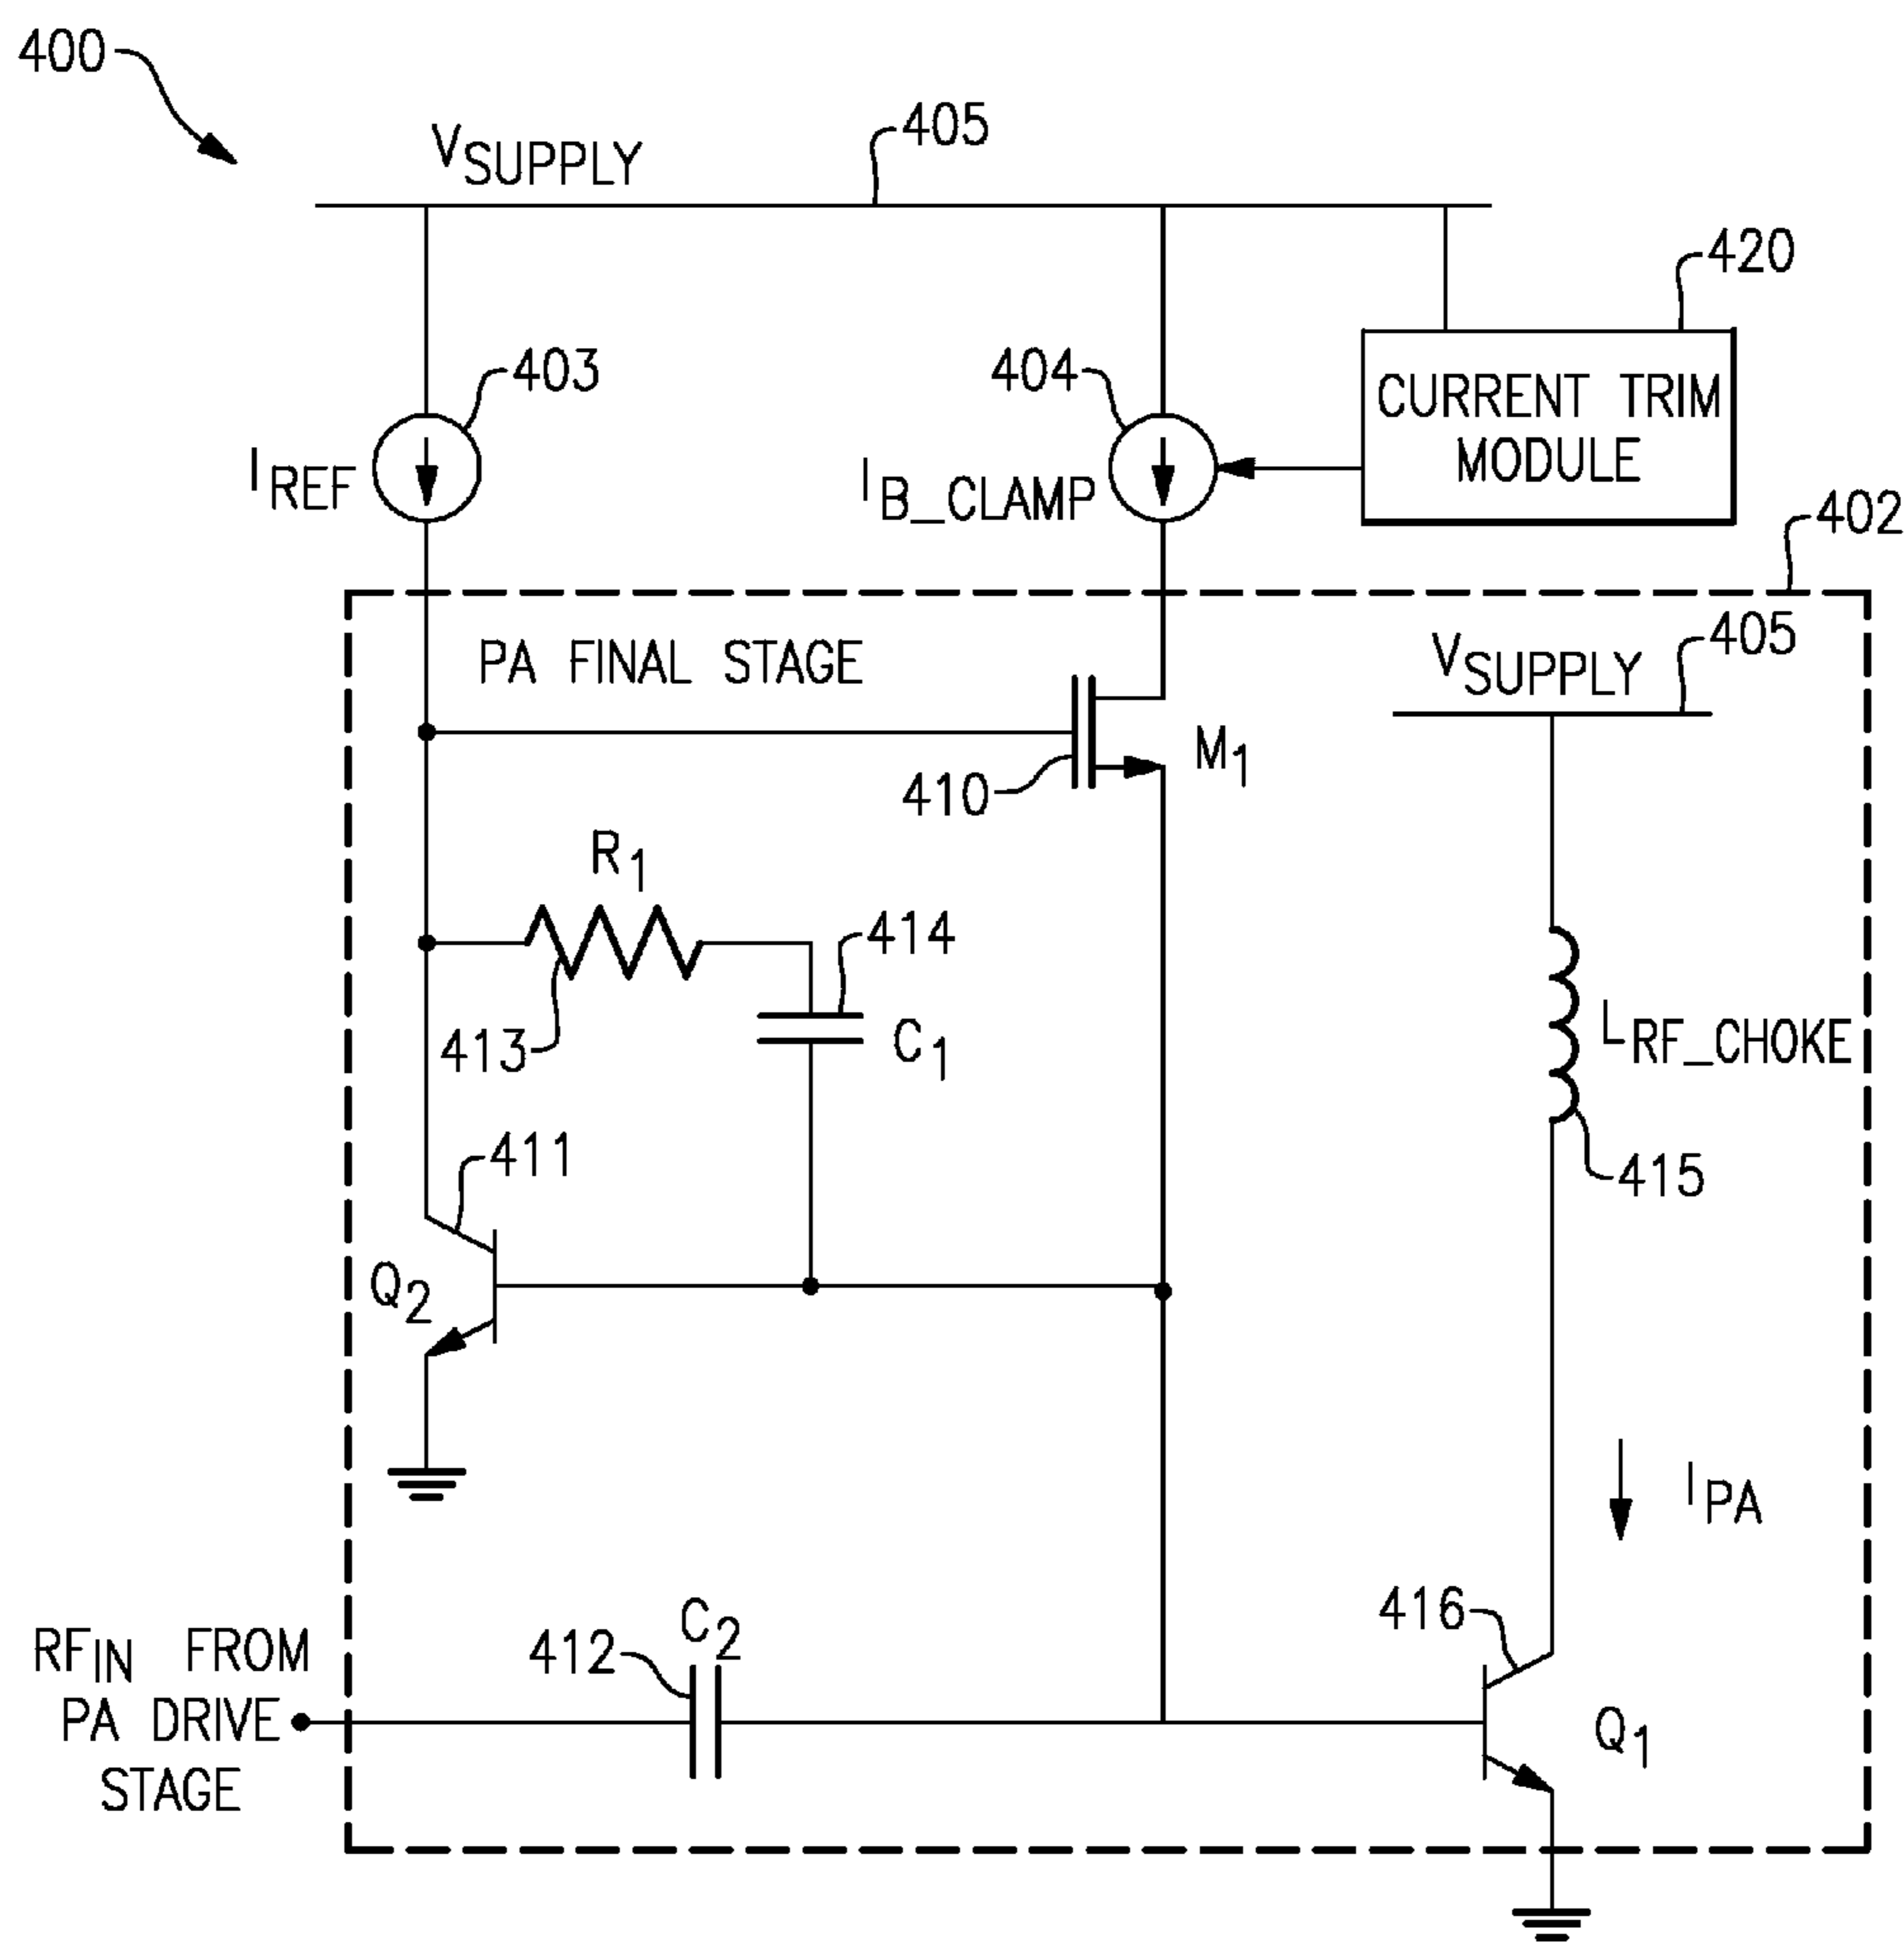 400
405
VSUPPLY
420
403
404
CURRENT TRIM
MODULE
IREF
IB_CLAMP
402
PA FINAL STAGE
405
VSUPPLY
M1
410
R1
414
413
C1
LRF_CHOKE
411
415
Q2
IPA
416
C2
412
RFIN FROM
PA DRIVE
STAGE
Q1